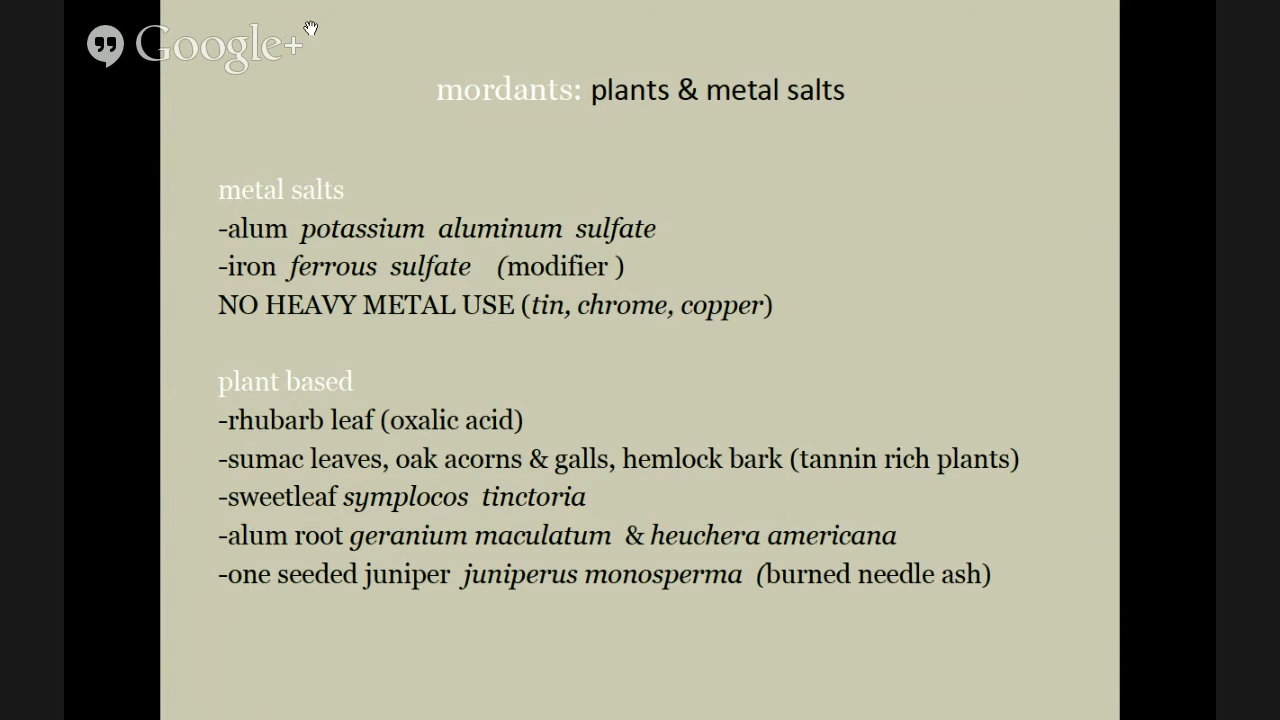 Google+
mordants: plants & metal salts
metal salts
-alum potassium aluminum sulfate
-iron ferrous sulfate (modifier )
NO HEAVY METAL USE (tin, chrome, copper)
plant based
-rhubarb leaf (oxalic acid)
-sumac leaves, oak acorns & galls, hemlock bark (tannin rich plants)
-sweetleaf symplocos tinctoria
-alum root geranium maculatum & heuchera americana
-one seeded juniper juniperus monosperma (burned needle ash)